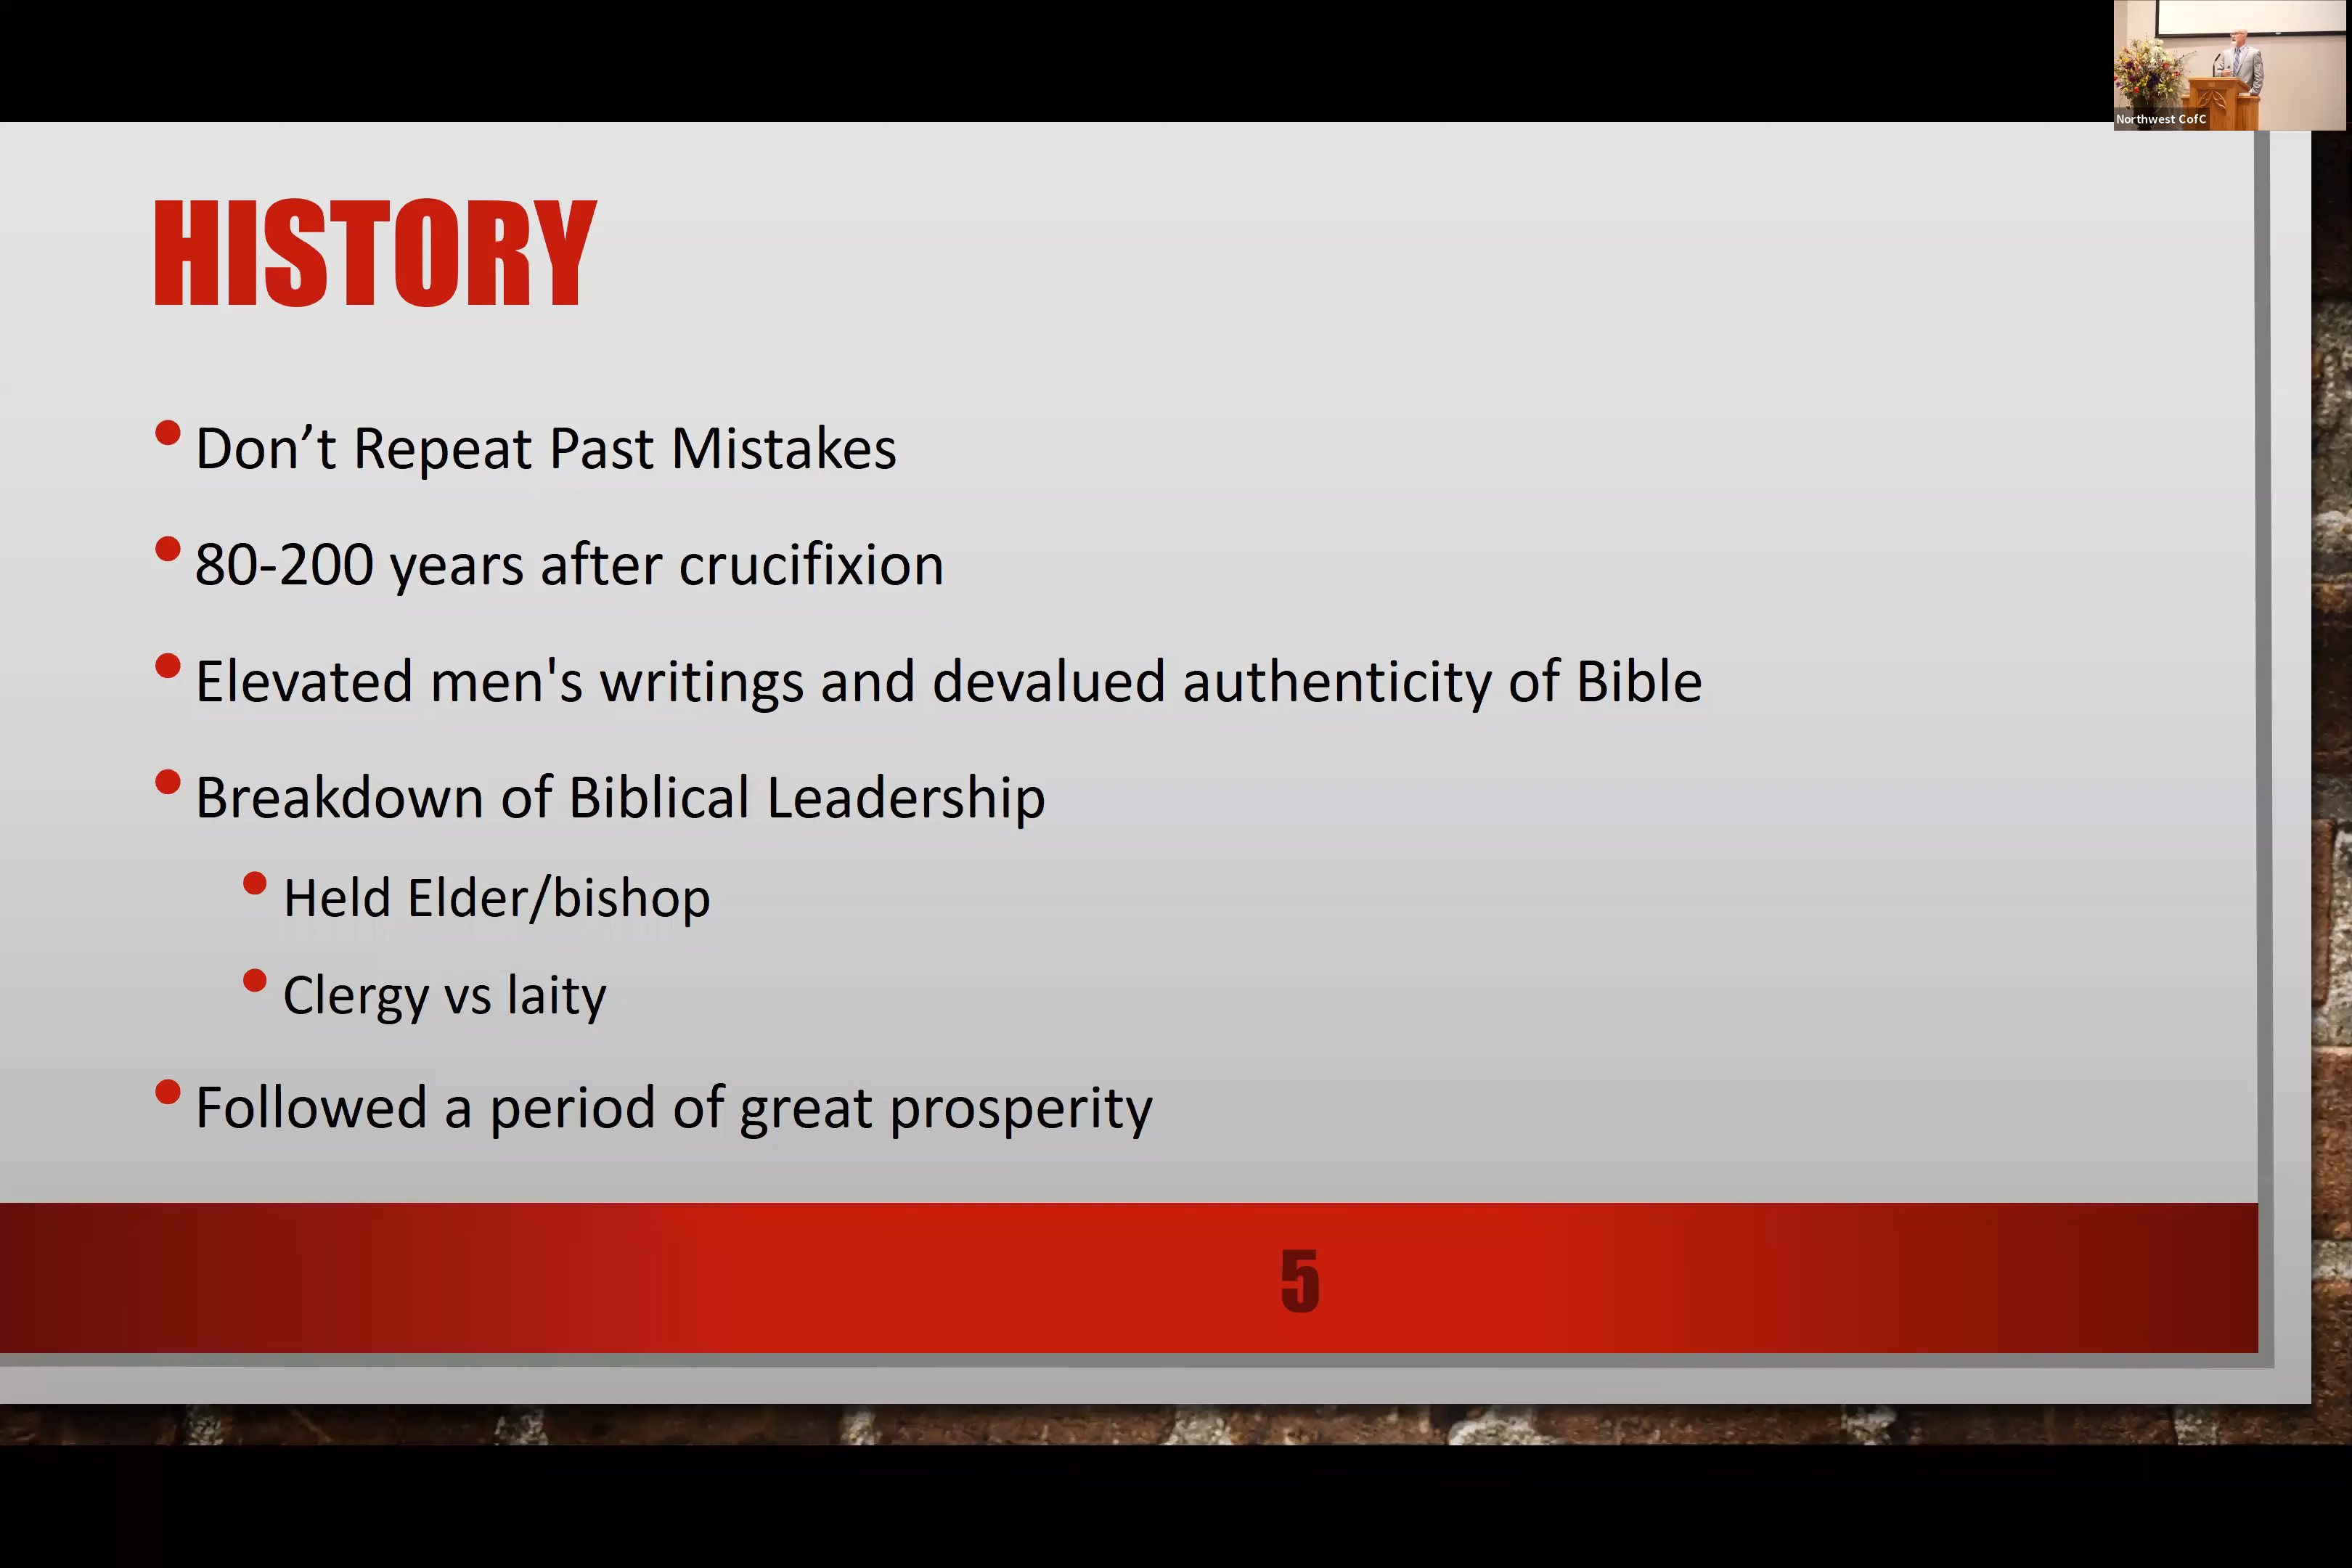 Northwest CofC
HISTORY
Don’t Repeat Past Mistakes
80-200 years after crucifixion
Elevated men's writings and devalued authenticity of Bible
Breakdown of Biblical Leadership
Held Elder/bishop
Clergy vs laity
Followed a period of great prosperity
5